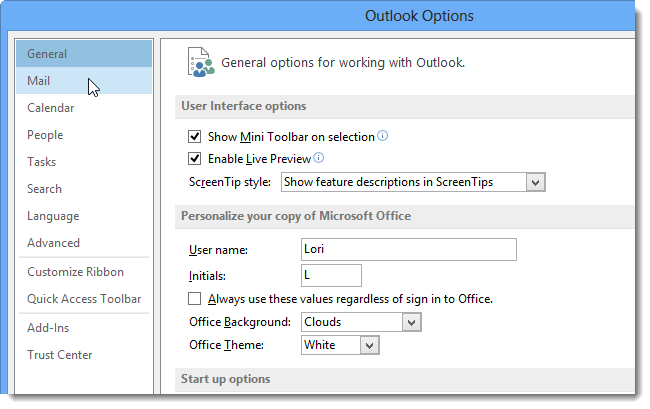 Outlook Options
General
Mail
Calendar
People
Tasks
Search
Language
Advanced
Customize Ribbon
Quick Access Toolbar
Add-Ins
Trust Center
General options for working with Outlook.
User Interface options
Show Mini Toolbar on selection
Enable Live Preview
ScreenTip style: Show feature descriptions in ScreenTips
Personalize your copy of Microsoft Office
User name: Lori
Initials: L
Always use these values regardless of sign in to Office.
Office Background: Clouds
Office Theme: White
Start up options